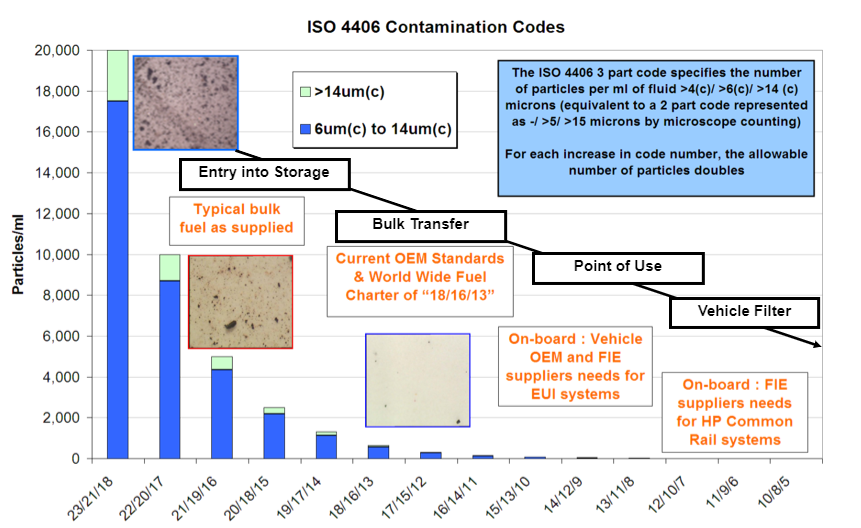 ISO 4406 Contamination Codes
Particles/ml
20,000
18,000
16,000
14,000
12,000
10,000
8,000
6,000
4,000
2,000
0
>14um(c)
6um(c) to 14um(c)
The ISO 4406 3 part code specifies the number
of particles per ml of fluid >4(c)/ >6(c)/ >14 (c)
microns (equivalent to a 2 part code represented
as -/ >5/ >15 microns by microscope counting)
For each increase in code number, the allowable
number of particles doubles
Entry into Storage
Typical bulk
fuel as supplied
Bulk Transfer
Current OEM Standards
& World Wide Fuel
Charter of “18/16/13”
Point of Use
Vehicle Filter
On-board : Vehicle
OEM and FIE
suppliers needs for
EUI systems
On-board : FIE
suppliers needs
for HP Common
Rail systems
23/21/18
22/20/17
21/19/16
20/18/15
19/17/14
18/16/13
17/15/12
16/14/11
15/13/10
14/12/9
13/11/8
12/10/7
11/9/6
10/8/5